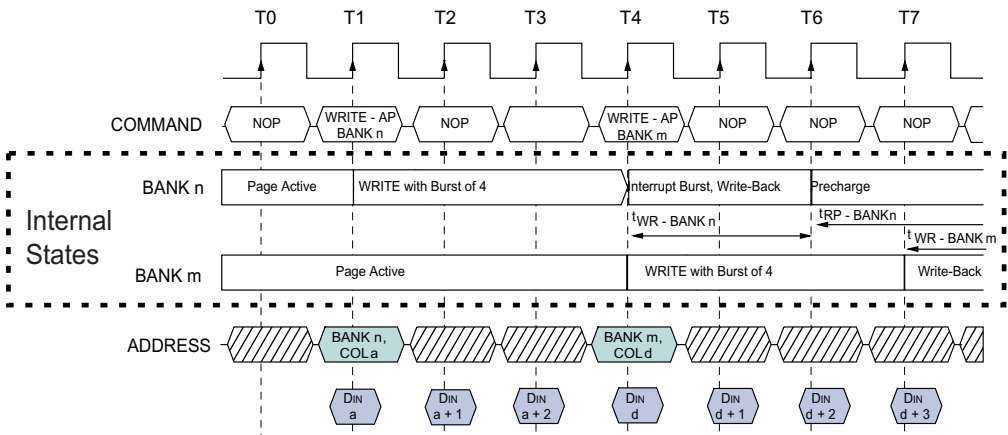 T0 T1 T2 T3 T4 T5 T6 T7
COMMAND
NOP
WRITE - AP
BANK n
NOP
WRITE - AP
BANK m
NOP
NOP
NOP
Internal
States
BANK n
Page Active
WRITE with Burst of 4
Interrupt Burst, Write-Back
Precharge
tWR - BANK n
tRP - BANK n
tWR - BANK m
BANK m
Page Active
WRITE with Burst of 4
Write-Back
ADDRESS
BANK n,
COL a
BANK m,
COL d
DIN
a
DIN
a + 1
DIN
a + 2
DIN
d
DIN
d + 1
DIN
d + 2
DIN
d + 3